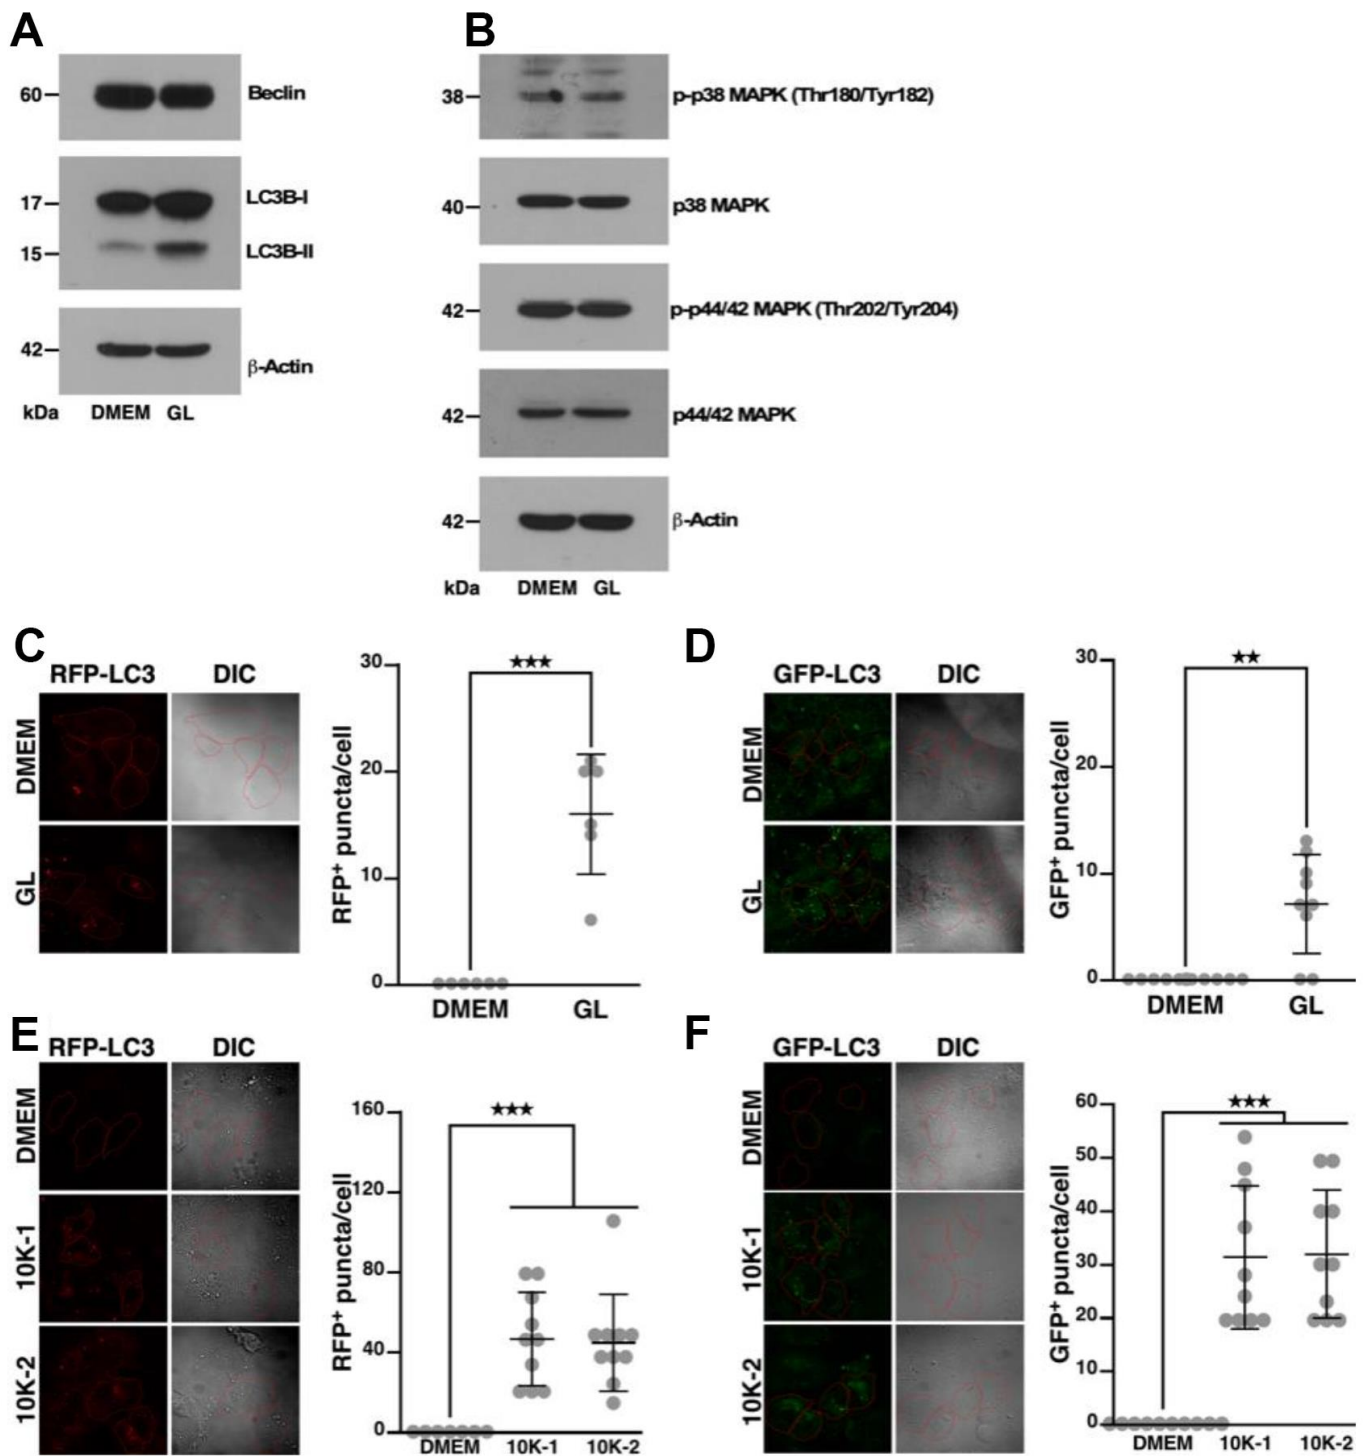 A
60
Beclin
17
LC3B-I
15
LC3B-II
42
β-Actin
kDa DMEM GL
B
38
p-p38 MAPK (Thr180/Tyr182)
40
p38 MAPK
42
p-p44/42 MAPK (Thr202/Tyr204)
42
p44/42 MAPK
42
β-Actin
kDa DMEM GL
C
RFP-LC3 DIC
DMEM
GL
RFP⁺ puncta/cell
30
20
10
0
★★★
DMEM GL
D
GFP-LC3 DIC
DMEM
GL
GFP⁺ puncta/cell
30
20
10
0
★★
DMEM GL
E
RFP-LC3 DIC
DMEM
10K-1
10K-2
RFP⁺ puncta/cell
160
120
80
40
0
★★★
DMEM 10K-1 10K-2
F
GFP-LC3 DIC
DMEM
10K-1
10K-2
GFP⁺ puncta/cell
60
50
40
30
20
10
0
★★★
DMEM 10K-1 10K-2